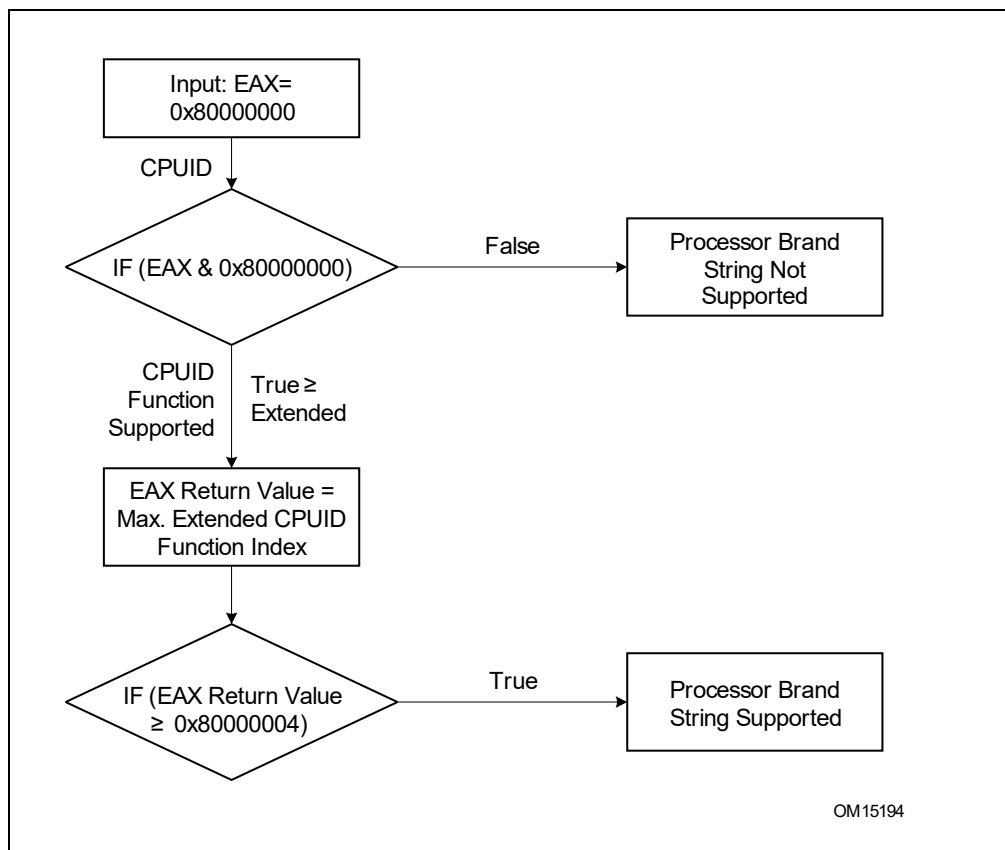 Input: EAX=
0x80000000
CPUID
IF (EAX & 0x80000000)
False
Processor Brand
String Not
Supported
CPUID
Function
Supported
True ≥
Extended
EAX Return Value =
Max. Extended CPUID
Function Index
IF (EAX Return Value
≥ 0x80000004)
True
Processor Brand
String Supported
OM15194